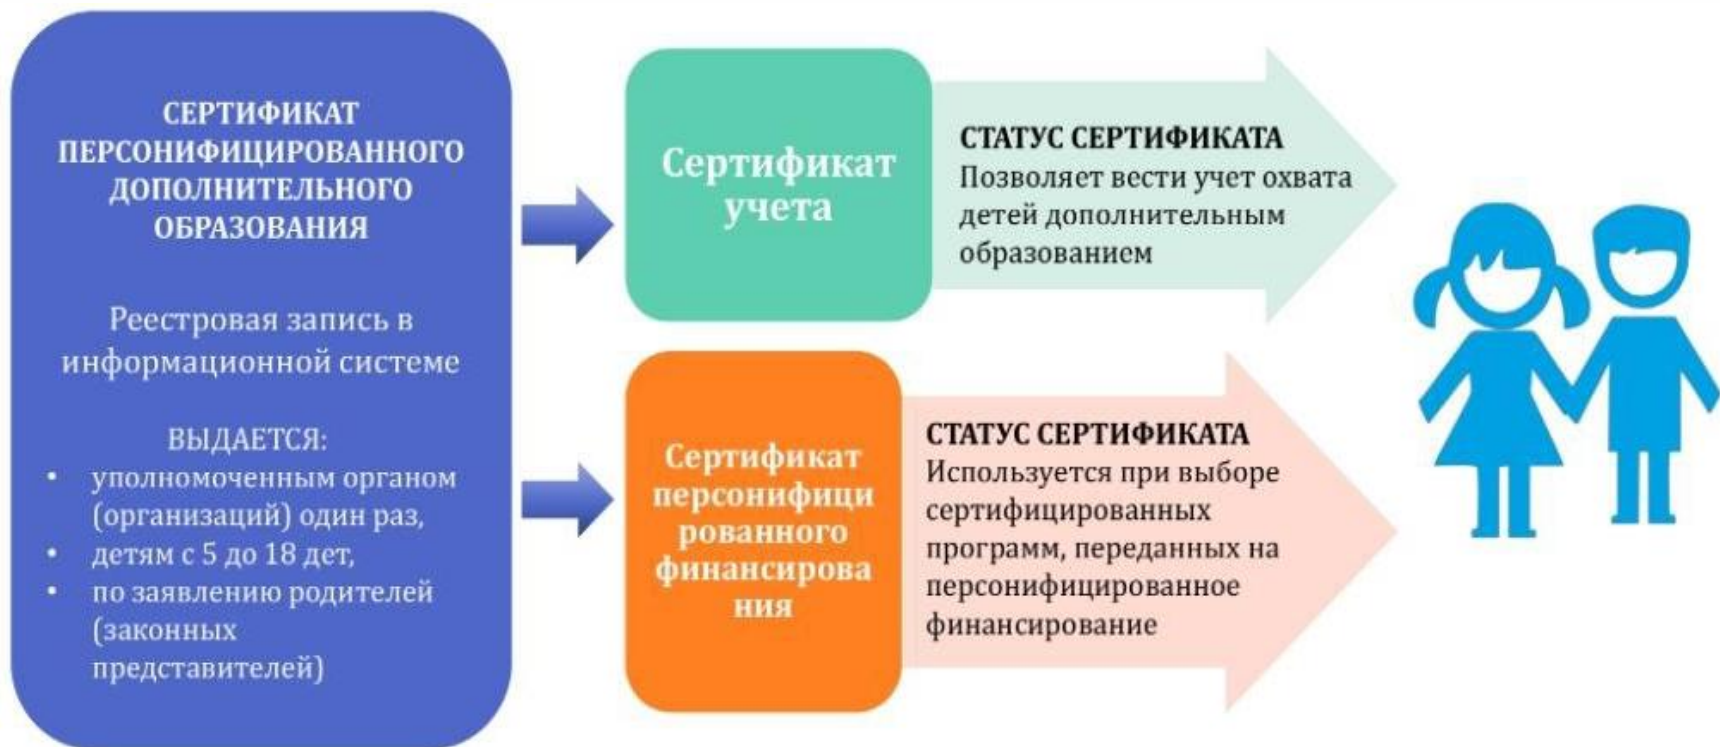 СЕРТИФИКАТ
ПЕРСОНИФИЦИРОВАННОГО
ДОПОЛНИТЕЛЬНОГО
ОБРАЗОВАНИЯ
Реестровая запись в
информационной системе
ВЫДАЕТСЯ:
• уполномоченным органом
(организаций) один раз,
• детям с 5 до 18 дет,
• по заявлению родителей
(законных
представителей)
Сертификат
учета
СТАТУС СЕРТИФИКАТА
Позволяет вести учет охвата
детей дополнительным
образованием
Сертификат
персонифици
рованного
финансирова
ния
СТАТУС СЕРТИФИКАТА
Используется при выборе
сертифицированных
программ, переданных на
персонифицированное
финансирование